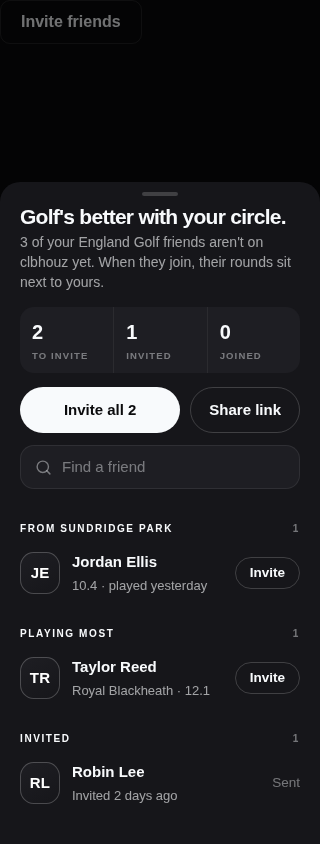 Invite friends
Golf's better with your circle.
3 of your England Golf friends aren't on
clbhouz yet. When they join, their rounds sit
next to yours.
2
TO INVITE
1
INVITED
0
JOINED
Invite all 2
Share link
Find a friend
FROM SUNDRIDGE PARK 1
JE
Jordan Ellis
10.4 · played yesterday
Invite
PLAYING MOST 1
TR
Taylor Reed
Royal Blackheath · 12.1
Invite
INVITED 1
RL
Robin Lee
Invited 2 days ago
Sent